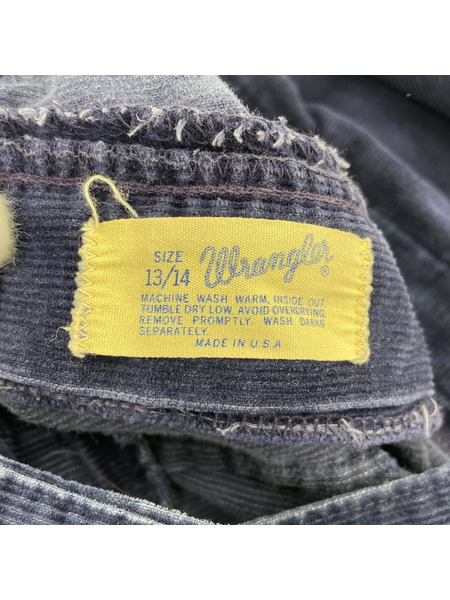 SIZE
13/14
Wrangler®
MACHINE WASH WARM, INSIDE OUT.
TUMBLE DRY LOW. AVOID OVERDRYING.
REMOVE PROMPTLY. WASH DARKS
SEPARATELY.
MADE IN U.S.A.